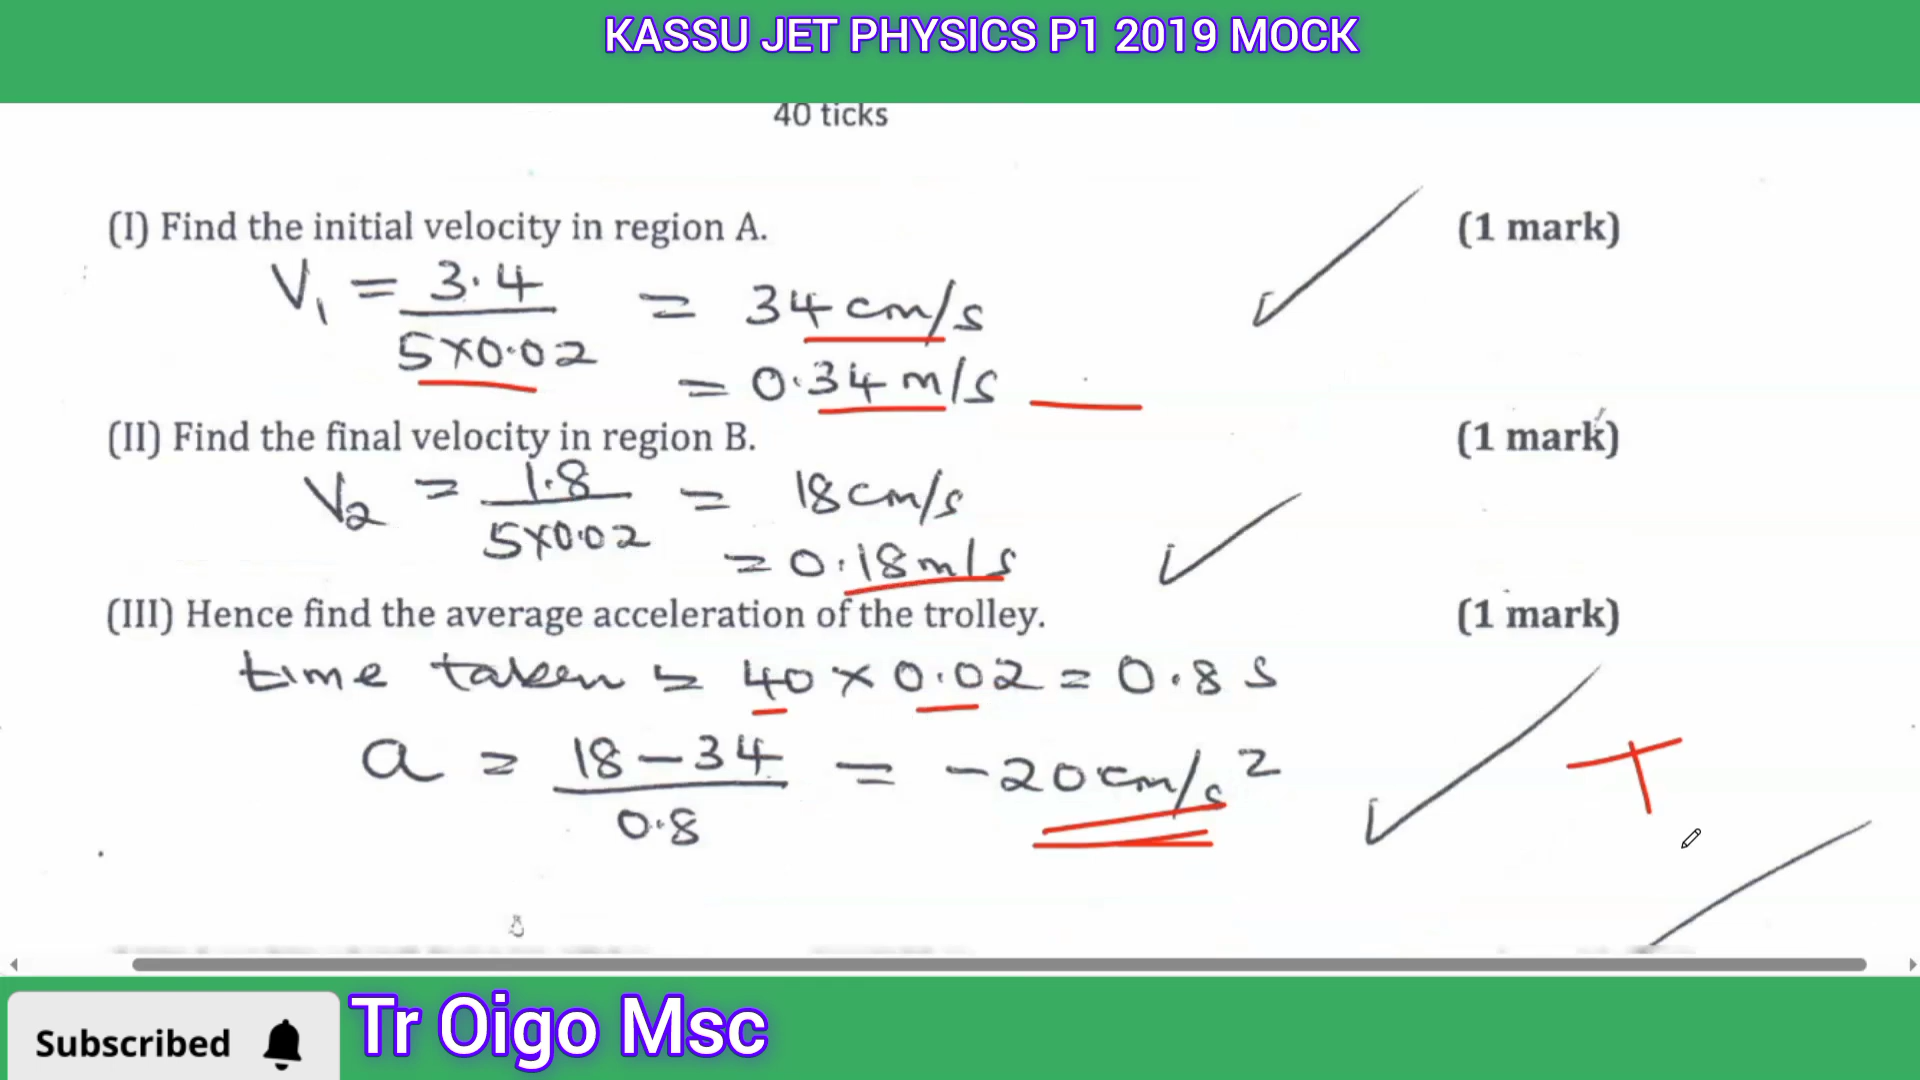 KASSU JET PHYSICS P1 2019 MOCK
40 ticks
(I) Find the initial velocity in region A. (1 mark)
V₁ = 3.4 / 5×0.02 = 34 cm/s
= 0.34 m/s
(II) Find the final velocity in region B. (1 mark)
V₂ = 1.8 / 5×0.02 = 18 cm/s
= 0.18 m/s
(III) Hence find the average acceleration of the trolley. (1 mark)
time taken = 40 × 0.02 = 0.8 s
a = 18 – 34 / 0.8 = –20 cm/s²
Subscribed
Tr Oigo Msc